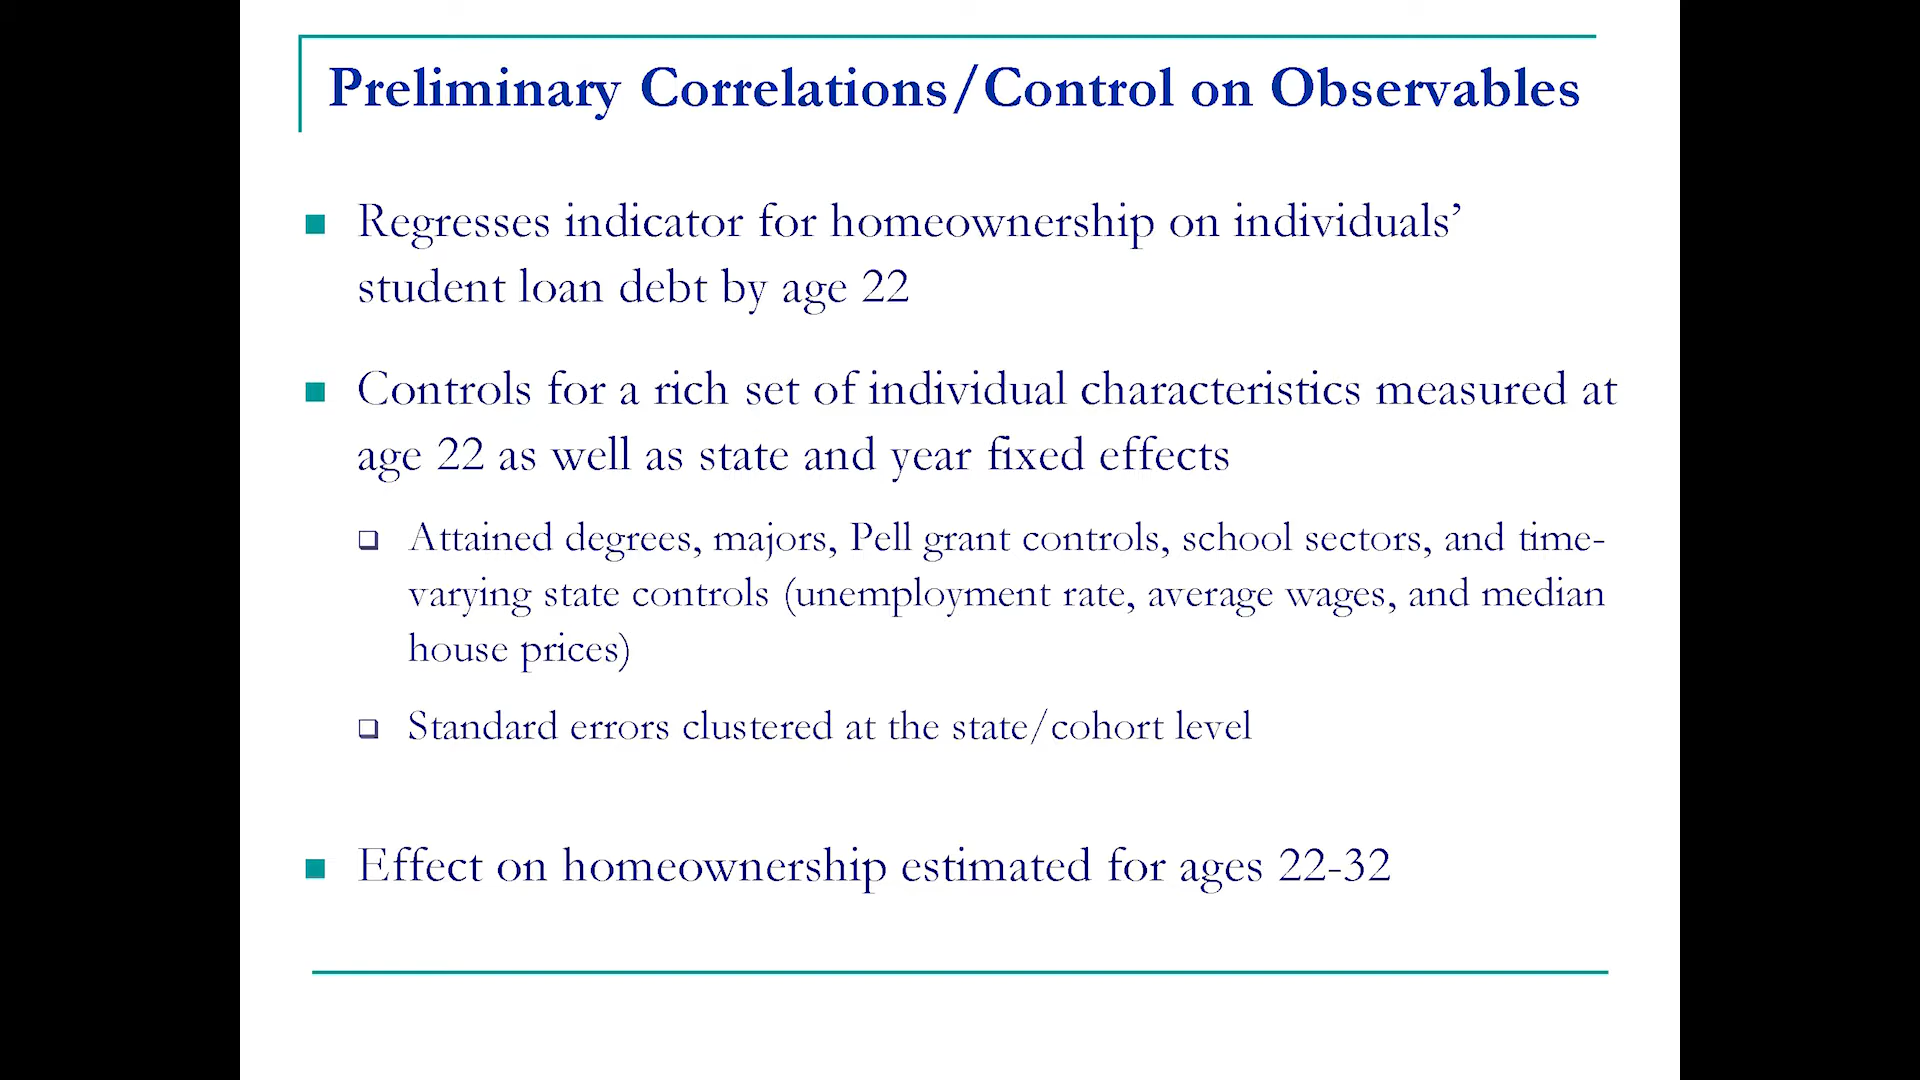 Preliminary Correlations/Control on Observables
Regresses indicator for homeownership on individuals’
student loan debt by age 22
Controls for a rich set of individual characteristics measured at
age 22 as well as state and year fixed effects
Attained degrees, majors, Pell grant controls, school sectors, and time-
varying state controls (unemployment rate, average wages, and median
house prices)
Standard errors clustered at the state/cohort level
Effect on homeownership estimated for ages 22-32